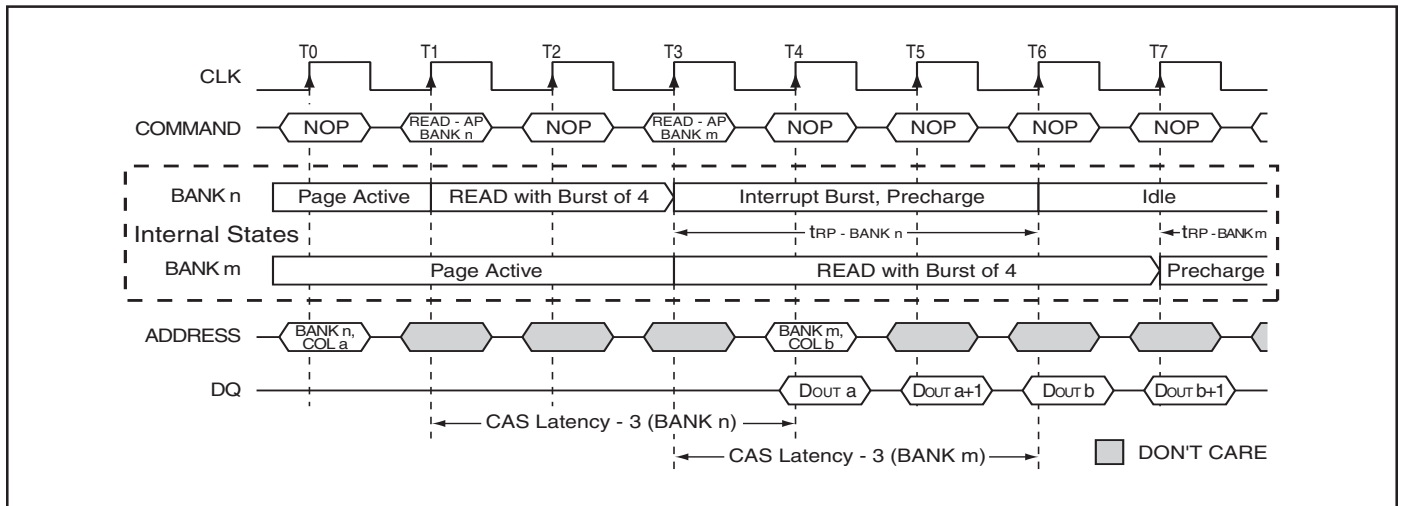 T0 T1 T2 T3 T4 T5 T6 T7
CLK
COMMAND NOP READ - AP BANK n NOP READ - AP BANK m NOP NOP NOP NOP
BANK n Page Active READ with Burst of 4 Interrupt Burst, Precharge Idle
Internal States tRP - BANK n tRP - BANK m
BANK m Page Active READ with Burst of 4 Precharge
ADDRESS BANK n, COL a BANK m, COL b
DQ DOUT a DOUT a+1 DOUT b DOUT b+1
CAS Latency - 3 (BANK n)
CAS Latency - 3 (BANK m) DON'T CARE